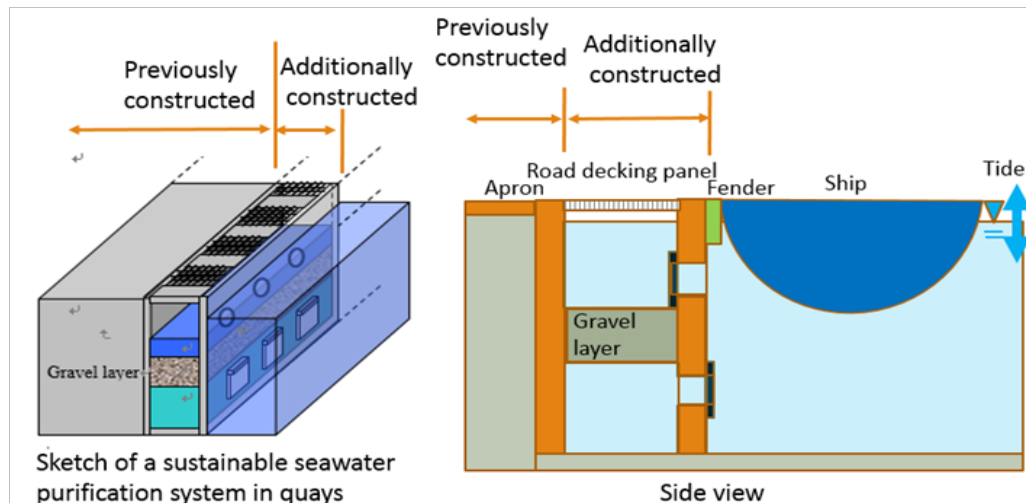 Previously
constructed
Additionally
constructed
Gravel layer
Sketch of a sustainable seawater
purification system in quays
Previously
constructed
Additionally
constructed
Road decking panel
Apron
Fender
Ship
Tide
Gravel
layer
Side view